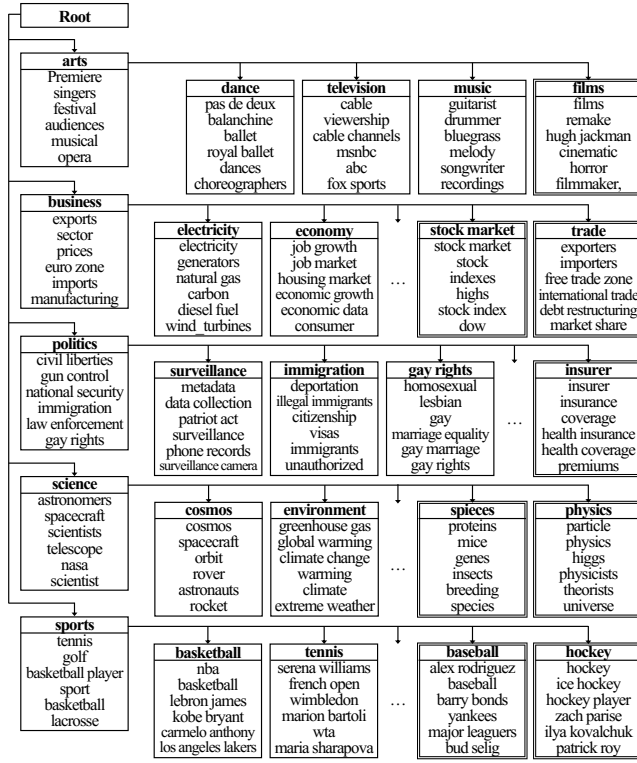 Root
arts
Premiere
singers
festival
audiences
musical
opera
dance
pas de deux
balanchine
ballet
royal ballet
dances
choreographers
television
cable
viewership
cable channels
msnbc
abc
fox sports
music
guitarist
drummer
bluegrass
melody
songwriter
recordings
films
films
remake
hugh jackman
cinematic
horror
filmmaker,
business
exports
sector
prices
euro zone
imports
manufacturing
electricity
electricity
generators
natural gas
carbon
diesel fuel
wind_turbines
economy
job growth
job market
housing market
economic growth
economic data
consumer
...
stock market
stock market
stock
indexes
highs
stock index
dow
trade
exporters
importers
free trade zone
international trade
debt restructuring
market share
politics
civil liberties
gun control
national security
immigration
law enforcement
gay rights
surveillance
metadata
data collection
patriot act
surveillance
phone records
surveillance camera
immigration
deportation
illegal immigrants
citizenship
visas
immigrants
unauthorized
gay rights
homosexual
lesbian
gay
marriage equality
gay marriage
gay rights
...
insurer
insurer
insurance
coverage
health insurance
health coverage
premiums
science
astronomers
spacecraft
scientists
telescope
nasa
scientist
cosmos
cosmos
spacecraft
orbit
rover
astronauts
rocket
environment
greenhouse gas
global warming
climate change
warming
climate
extreme weather
...
spieces
proteins
mice
genes
insects
breeding
species
physics
particle
physics
higgs
physicists
theorists
universe
sports
tennis
golf
basketball player
sport
basketball
lacrosse
basketball
nba
basketball
lebron james
kobe bryant
carmelo anthony
los angeles lakers
tennis
serena williams
french open
wimbledon
marion bartoli
wta
maria sharapova
...
baseball
alex rodriguez
baseball
barry bonds
yankees
major leaguers
bud selig
hockey
hockey
ice hockey
hockey player
zach parise
ilya kovalchuk
patrick roy